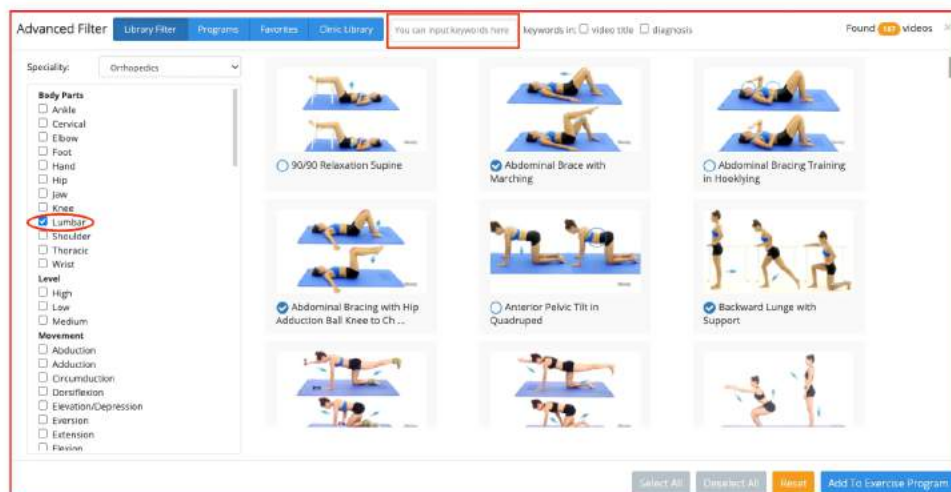 Advanced Filter
Library Filter
Programs
Favorites
Clinic Library
You can input keywords here
keywords in: video title diagnosis
Found 187 videos
Speciality:
Orthopedics
Body Parts
Ankle
Cervical
Elbow
Foot
Hand
Hip
Jaw
Knee
Lumbar
Shoulder
Thoracic
Wrist
Level
High
Low
Medium
Movement
Abduction
Adduction
Circumduction
Dorsiflexion
Elevation/Depression
Eversion
Extension
Flexion
90/90 Relaxation Supine
Abdominal Brace with
Marching
Abdominal Bracing Training
in Hooklying
Abdominal Bracing with Hip
Adduction Ball Knee to Ch ...
Anterior Pelvic Tilt in
Quadruped
Backward Lunge with
Support
Select All
Deselect All
Reset
Add To Exercise Program